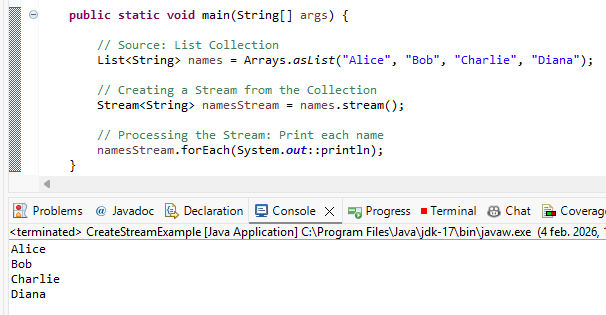 public static void main(String[] args) {
// Source: List Collection
List<String> names = Arrays.asList("Alice", "Bob", "Charlie", "Diana");
// Creating a Stream from the Collection
Stream<String> namesStream = names.stream();
// Processing the Stream: Print each name
namesStream.forEach(System.out::println);
}
Problems @ Javadoc Declaration Console Progress Terminal Chat Coverag
<terminated> CreateStreamExample [Java Application] C:\Program Files\Java\jdk-17\bin\javaw.exe (4 feb. 2026, 1
Alice
Bob
Charlie
Diana